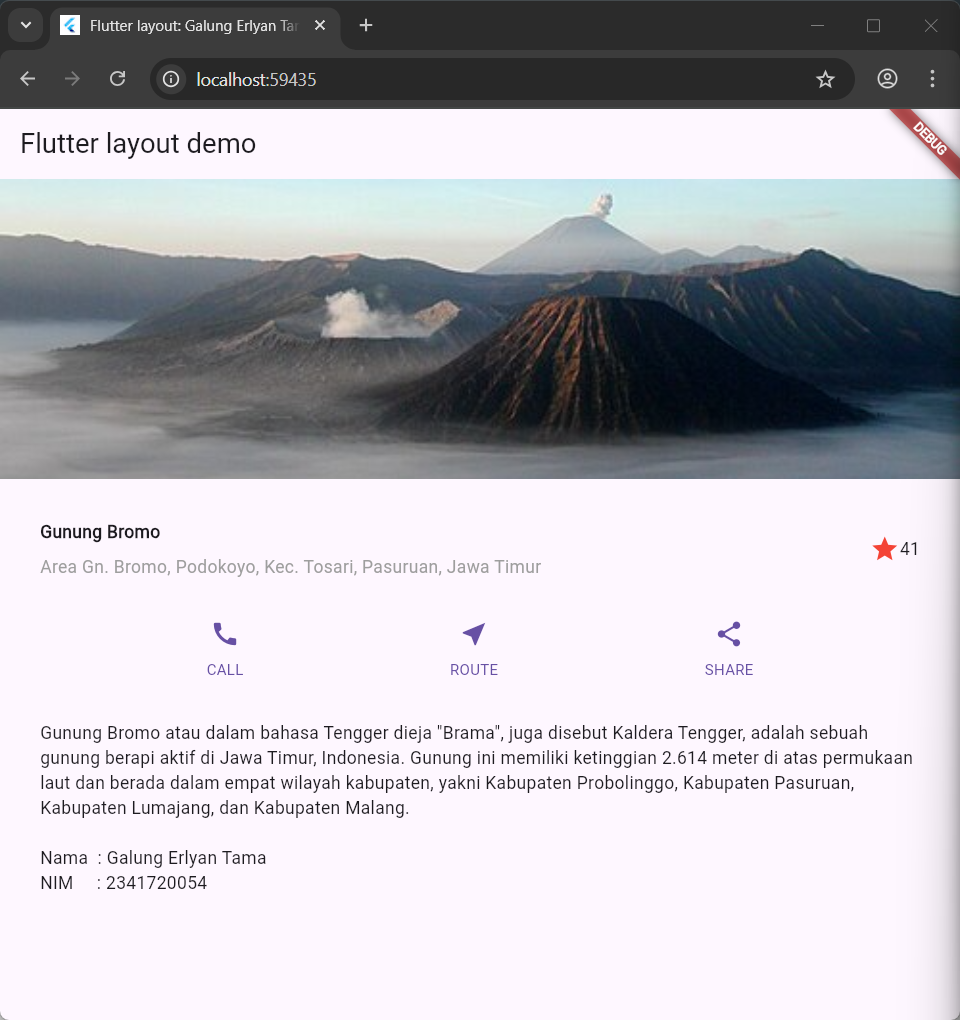 Flutter layout: Galung Erlyan Tar
localhost:59435
Flutter layout demo
DEBUG
Gunung Bromo
41
Area Gn. Bromo, Podokoyo, Kec. Tosari, Pasuruan, Jawa Timur
CALL ROUTE SHARE
Gunung Bromo atau dalam bahasa Tengger dieja "Brama", juga disebut Kaldera Tengger, adalah sebuah
gunung berapi aktif di Jawa Timur, Indonesia. Gunung ini memiliki ketinggian 2.614 meter di atas permukaan
laut dan berada dalam empat wilayah kabupaten, yakni Kabupaten Probolinggo, Kabupaten Pasuruan,
Kabupaten Lumajang, dan Kabupaten Malang.
Nama : Galung Erlyan Tama
NIM : 2341720054